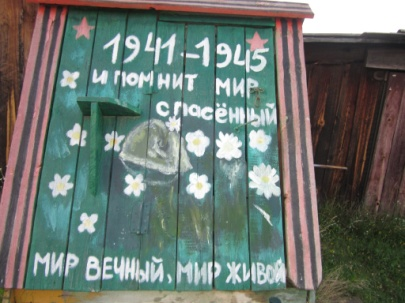 1941-1945
и помнит мир
спасённый
мир вечный, мир живой